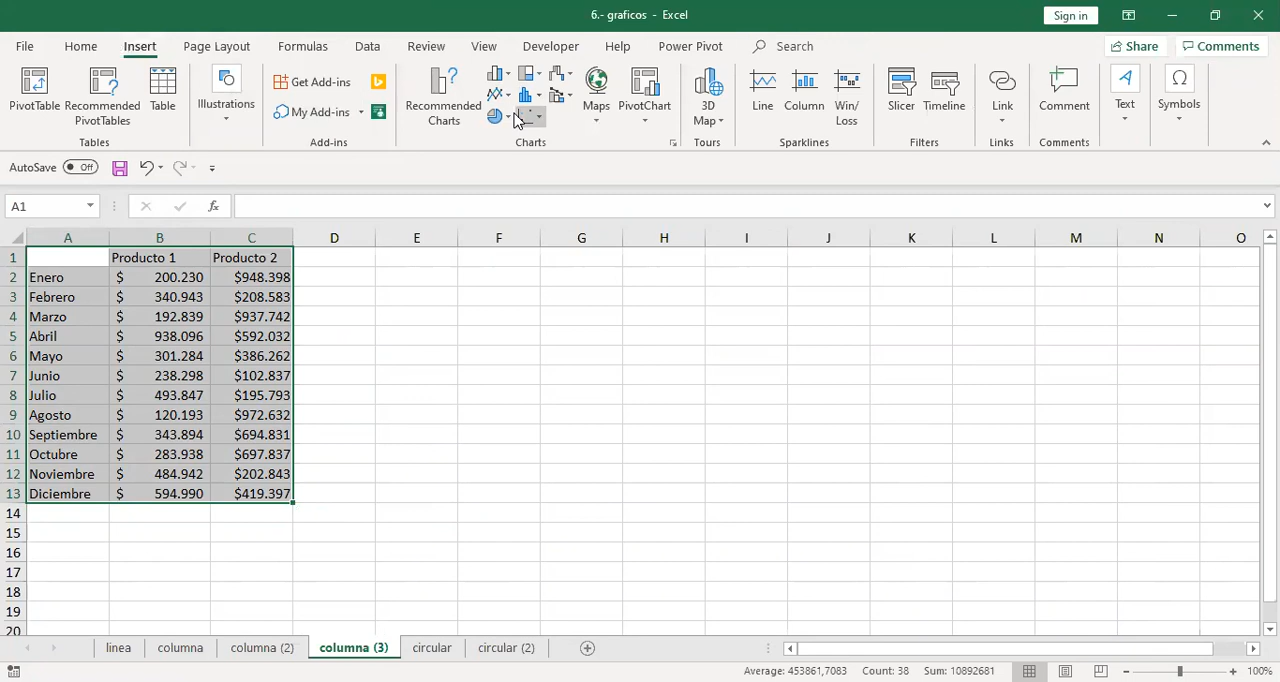 6.- graficos - Excel
Sign in
File Home Insert Page Layout Formulas Data Review View Developer Help Power Pivot Search Share Comments
PivotTable Recommended PivotTables Table
Tables
Illustrations
Get Add-ins
My Add-ins
Add-ins
Recommended Charts
Maps PivotChart
Charts
3D Map
Tours
Line Column Win/Loss
Sparklines
Slicer Timeline
Filters
Link
Links
Comment
Comments
Text
Symbols
AutoSave Off
A1 fx
A B C D E F G H I J K L M N O
1 Producto 1 Producto 2
2 Enero $ 200.230 $948.398
3 Febrero $ 340.943 $208.583
4 Marzo $ 192.839 $937.742
5 Abril $ 938.096 $592.032
6 Mayo $ 301.284 $386.262
7 Junio $ 238.298 $102.837
8 Julio $ 493.847 $195.793
9 Agosto $ 120.193 $972.632
10 Septiembre $ 343.894 $694.831
11 Octubre $ 283.938 $697.837
12 Noviembre $ 484.942 $202.843
13 Diciembre $ 594.990 $419.397
14
15
16
17
18
19
20
linea columna columna (2) columna (3) circular circular (2)
Average: 453861,7083 Count: 38 Sum: 10892681 100%